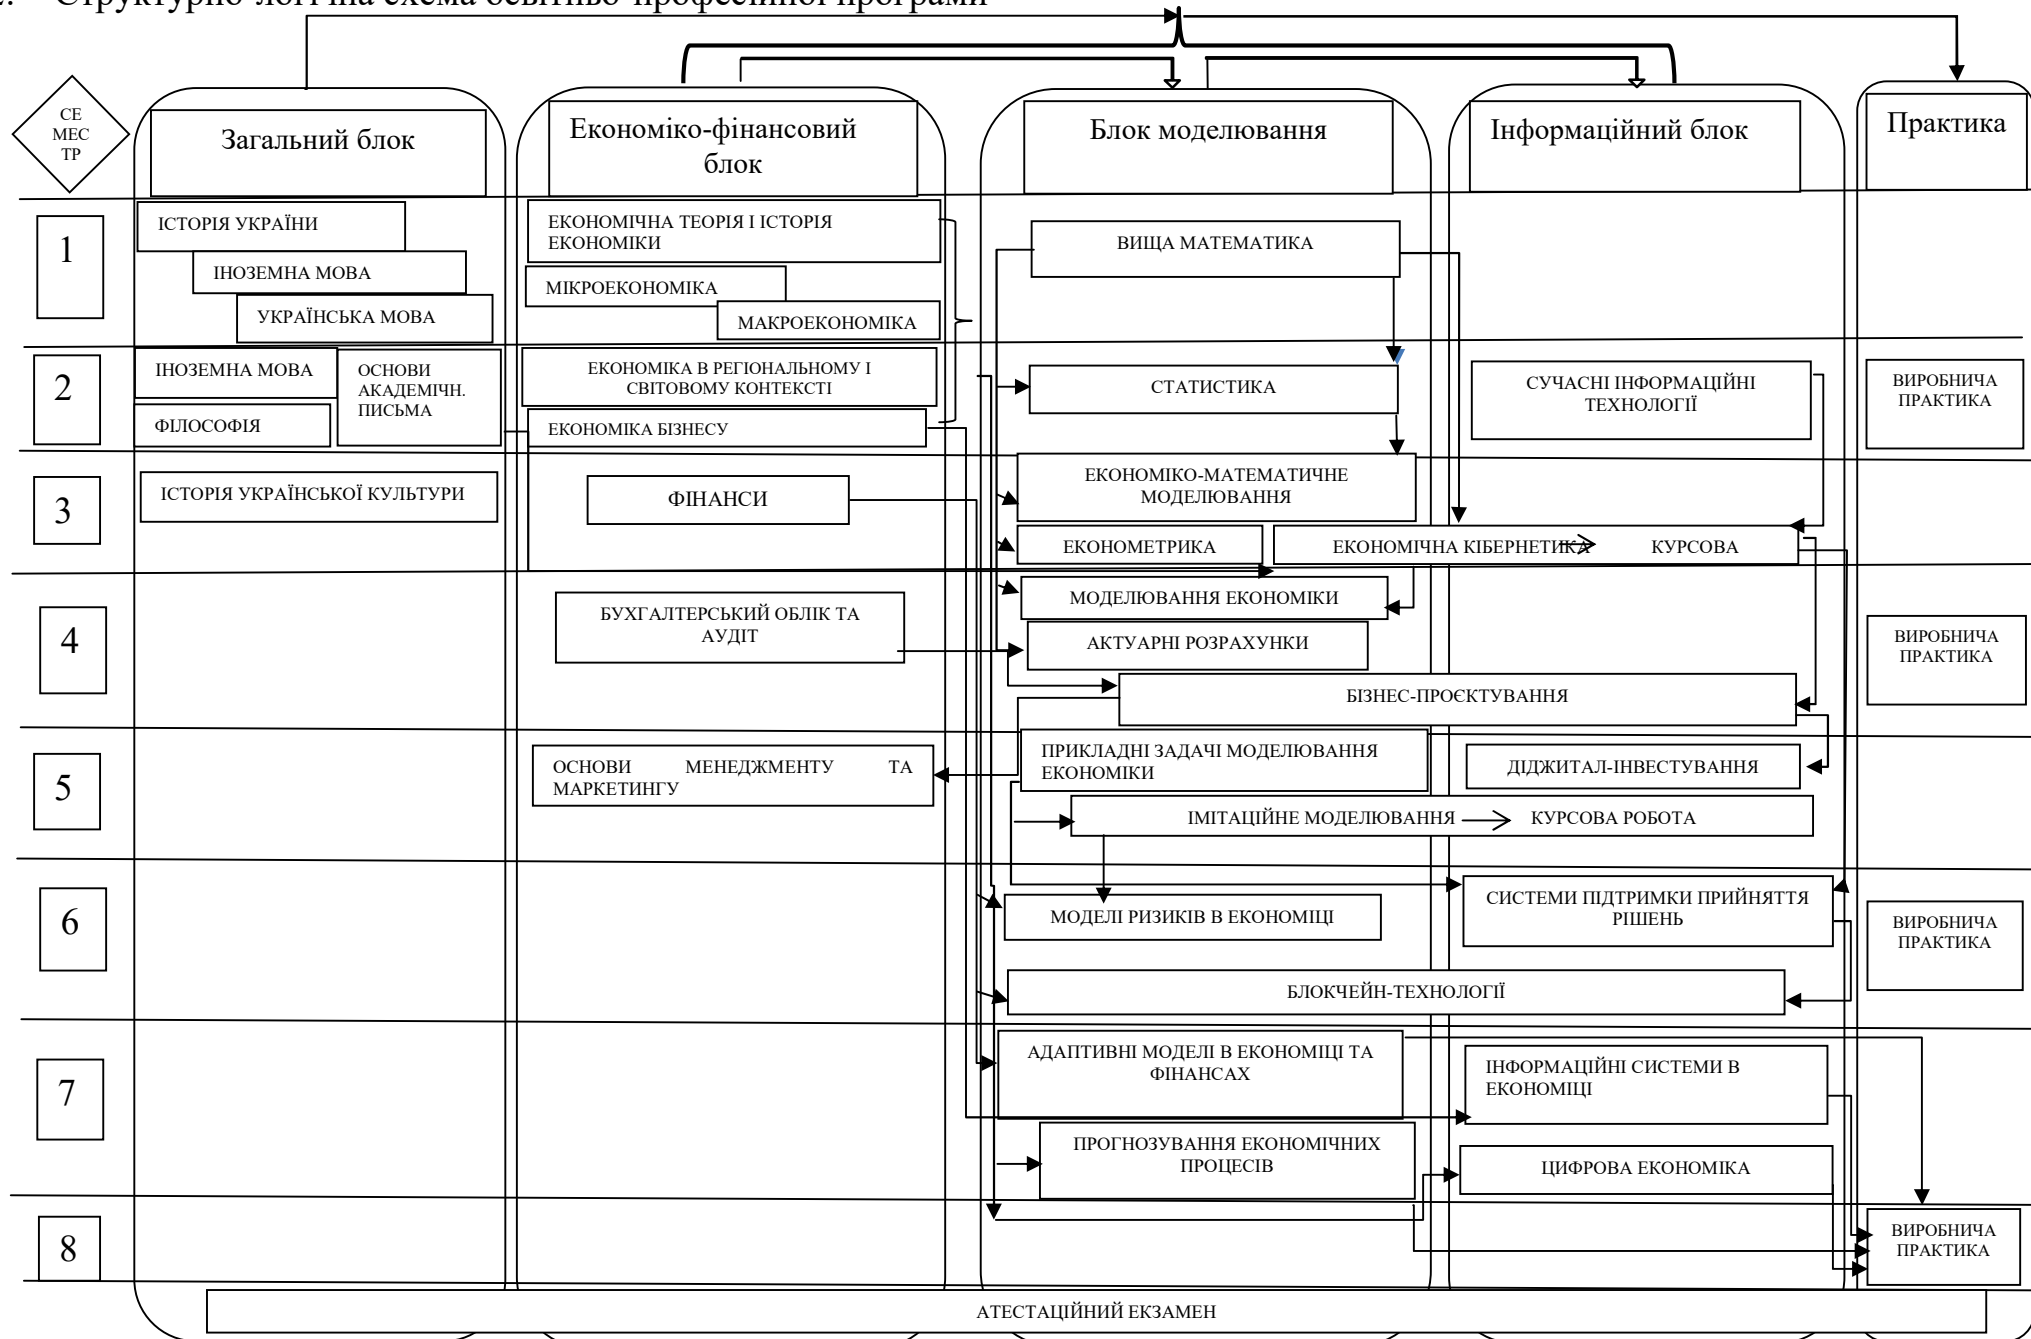 Структурно-логічна схема освітньо-професійної програми
СЕ
МЕС
ТР
Загальний блок
Економіко-фінансовий
блок
Блок моделювання
Інформаційний блок
Практика
1
ІСТОРІЯ УКРАЇНИ
ІНОЗЕМНА МОВА
УКРАЇНСЬКА МОВА
ЕКОНОМІЧНА ТЕОРІЯ І ІСТОРІЯ
ЕКОНОМІКИ
МІКРОЕКОНОМІКА
МАКРОЕКОНОМІКА
ВИЩА МАТЕМАТИКА
2
ІНОЗЕМНА МОВА
ФІЛОСОФІЯ
ОСНОВИ
АКАДЕМІЧН.
ПИСЬМА
ЕКОНОМІКА В РЕГІОНАЛЬНОМУ І
СВІТОВОМУ КОНТЕКСТІ
ЕКОНОМІКА БІЗНЕСУ
СТАТИСТИКА
СУЧАСНІ ІНФОРМАЦІЙНІ
ТЕХНОЛОГІЇ
ВИРОБНИЧА
ПРАКТИКА
3
ІСТОРІЯ УКРАЇНСЬКОЇ КУЛЬТУРИ
ФІНАНСИ
ЕКОНОМІКО-МАТЕМАТИЧНЕ
МОДЕЛЮВАННЯ
ЕКОНОМЕТРИКА
ЕКОНОМІЧНА КІБЕРНЕТИКА → КУРСОВА
4
БУХГАЛТЕРСЬКИЙ ОБЛІК ТА
АУДІТ
МОДЕЛЮВАННЯ ЕКОНОМІКИ
АКТУАРНІ РОЗРАХУНКИ
БІЗНЕС-ПРОЄКТУВАННЯ
ВИРОБНИЧА
ПРАКТИКА
5
ОСНОВИ МЕНЕДЖМЕНТУ ТА
МАРКЕТИНГУ
ПРИКЛАДНІ ЗАДАЧІ МОДЕЛЮВАННЯ
ЕКОНОМІКИ
ДІДЖИТАЛ-ІНВЕСТУВАННЯ
ІМІТАЦІЙНЕ МОДЕЛЮВАННЯ → КУРСОВА РОБОТА
6
МОДЕЛІ РИЗИКІВ В ЕКОНОМІЦІ
СИСТЕМИ ПІДТРИМКИ ПРИЙНЯТТЯ
РІШЕНЬ
БЛОКЧЕЙН-ТЕХНОЛОГІЇ
ВИРОБНИЧА
ПРАКТИКА
7
АДАПТИВНІ МОДЕЛІ В ЕКОНОМІЦІ ТА
ФІНАНСАХ
ІНФОРМАЦІЙНІ СИСТЕМИ В
ЕКОНОМІЦІ
ПРОГНОЗУВАННЯ ЕКОНОМІЧНИХ
ПРОЦЕСІВ
ЦИФРОВА ЕКОНОМІКА
8
ВИРОБНИЧА
ПРАКТИКА
АТЕСТАЦІЙНИЙ ЕКЗАМЕН